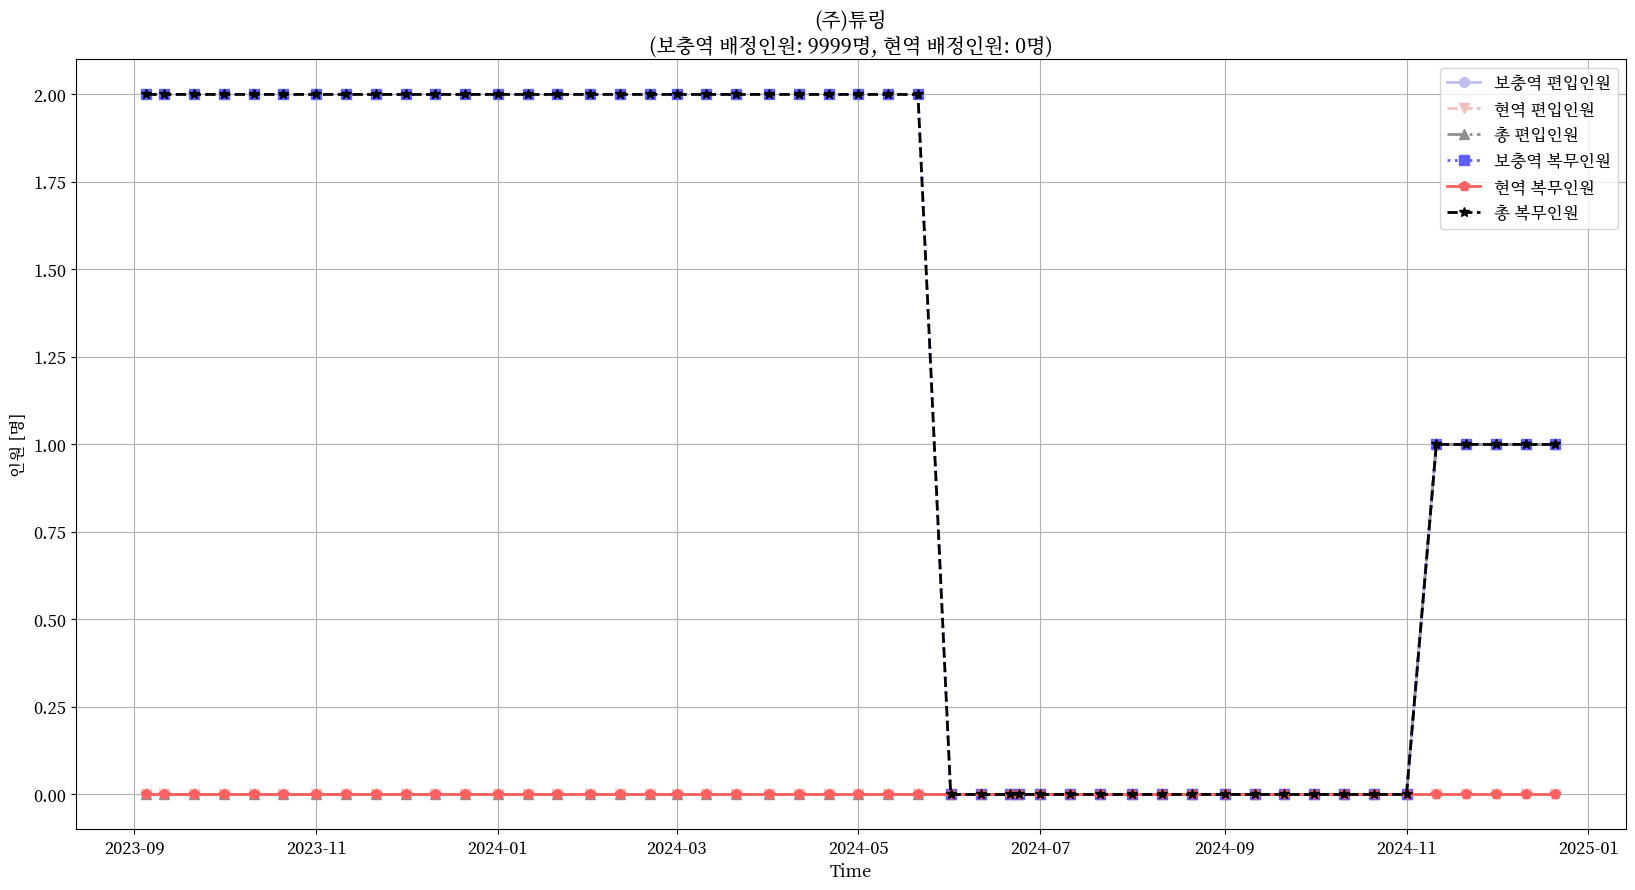 (주)튜링
(보충역 배정인원: 9999명, 현역 배정인원: 0명)
보충역 편입인원
현역 편입인원
총 편입인원
보충역 복무인원
현역 복무인원
총 복무인원
인원 [명]
2.00
1.75
1.50
1.25
1.00
0.75
0.50
0.25
0.00
2023-09
2023-11
2024-01
2024-03
2024-05
2024-07
2024-09
2024-11
2025-01
Time